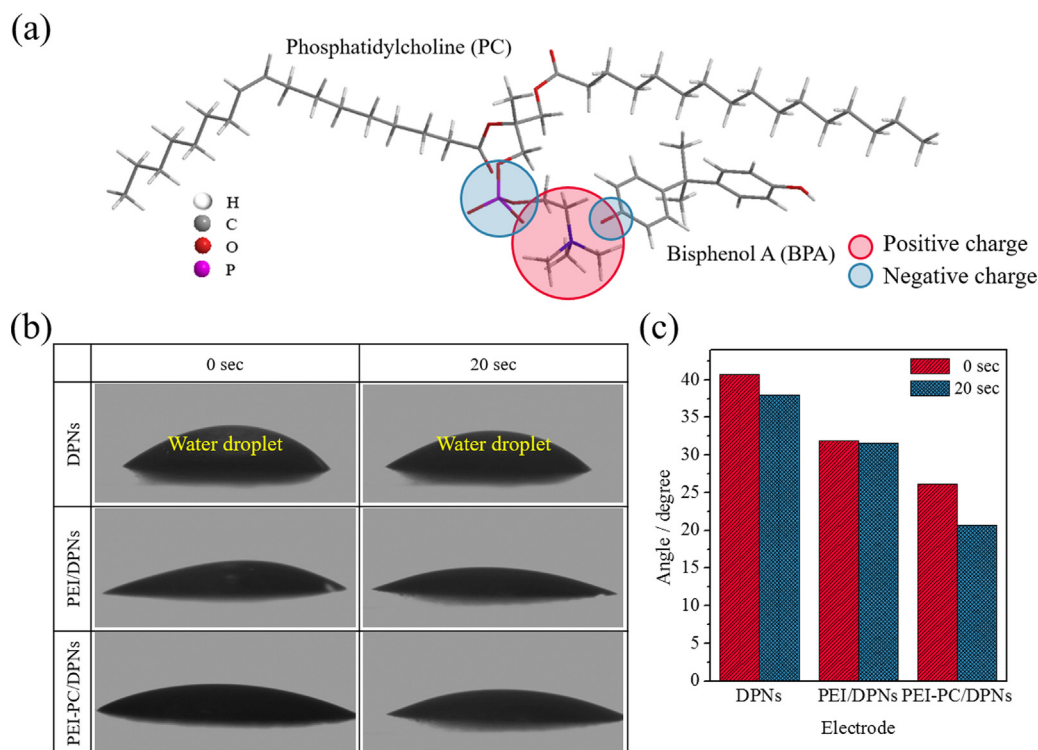 (a)
Phosphatidylcholine (PC)
H
C
O
P
Bisphenol A (BPA)
Positive charge
Negative charge
(b)
0 sec
20 sec
DPNs
Water droplet
Water droplet
PEI/DPNs
PEI-PC/DPNs
(c)
0 sec
20 sec
Angle / degree
40
35
30
25
20
15
10
5
0
DPNs
PEI/DPNs
PEI-PC/DPNs
Electrode